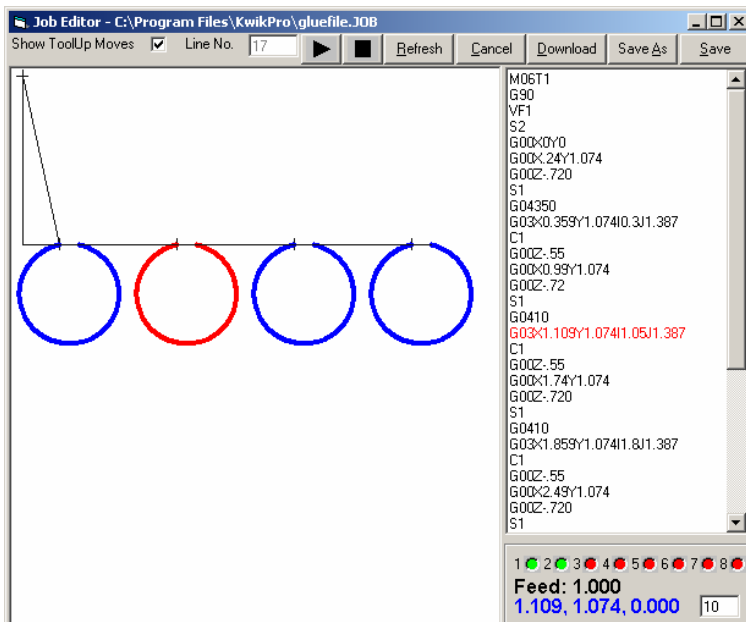 Job Editor - C:\Program Files\KwikPro\gluefile.JOB
Show ToolUp Moves Line No. 17 Refresh Cancel Download Save As Save
M06T1
G90
VF1
S2
G00X0Y0
G00X.24Y1.074
G00Z-.720
S1
G04350
G03X0.359Y1.074I0.3J1.387
C1
G00Z-.55
G00X0.99Y1.074
G00Z-.72
S1
G0410
G03X1.109Y1.074I1.05J1.387
C1
G00Z-.55
G00X1.74Y1.074
G00Z-.720
S1
G0410
G03X1.859Y1.074I1.8J1.387
C1
G00Z-.55
G00X2.49Y1.074
G00Z-.720
S1
1 2 3 4 5 6 7 8
Feed: 1.000
1.109, 1.074, 0.000 10